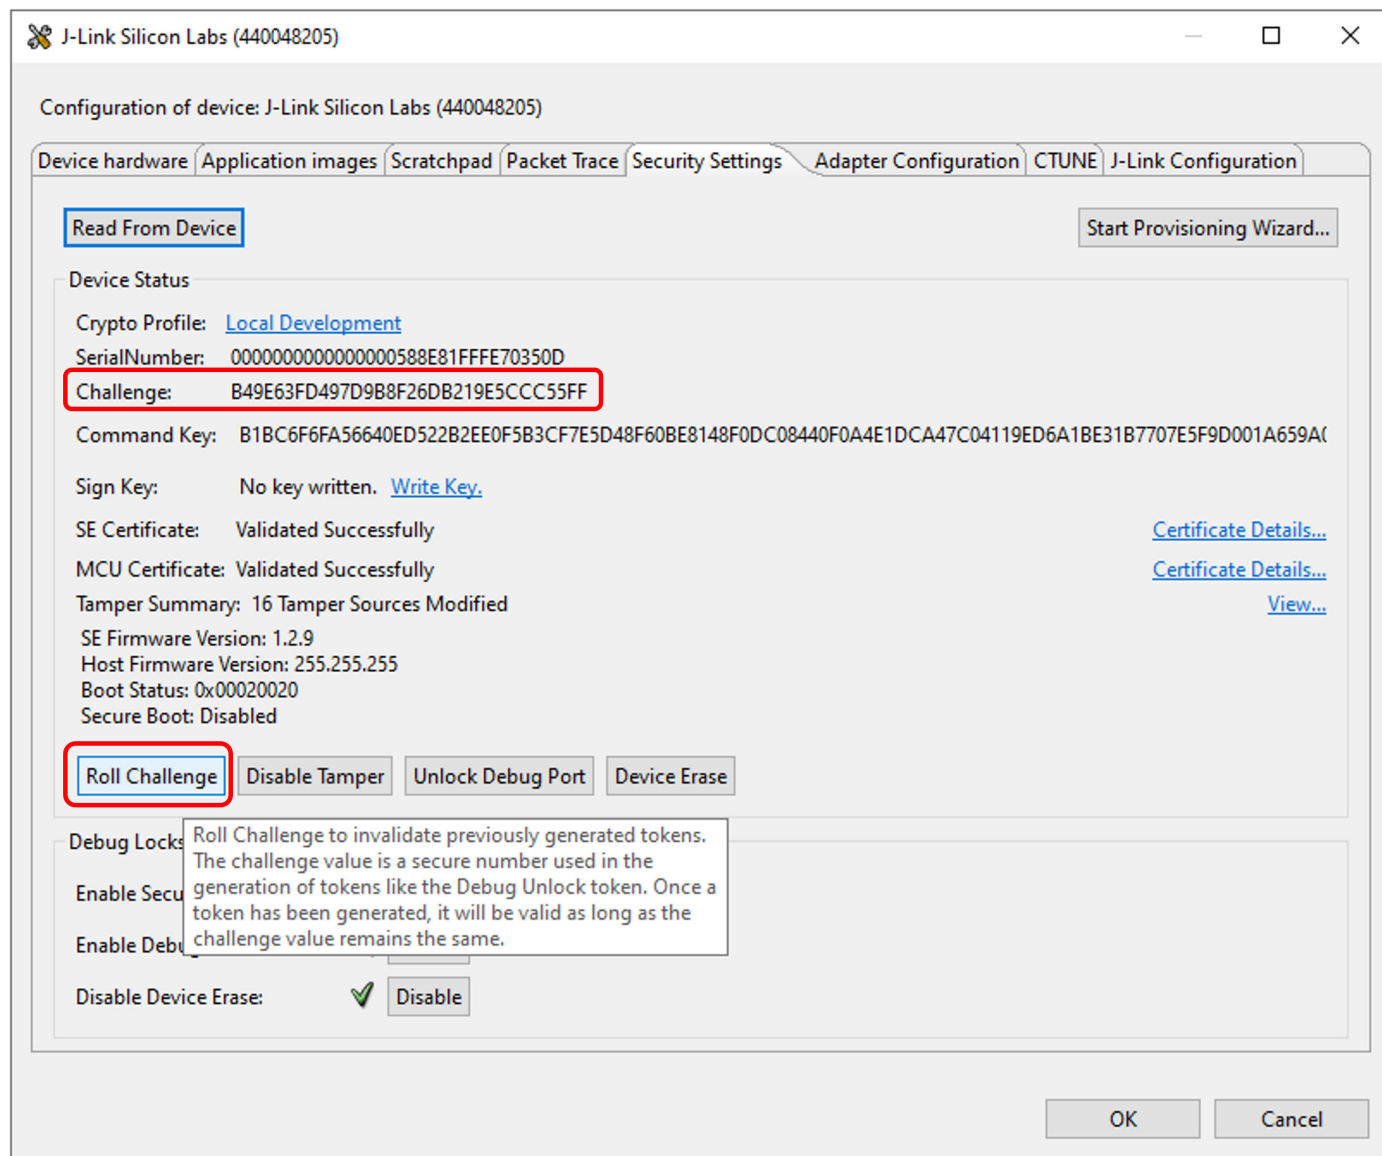 J-Link Silicon Labs (440048205)
Configuration of device: J-Link Silicon Labs (440048205)
Device hardware Application images Scratchpad Packet Trace Security Settings Adapter Configuration CTUNE J-Link Configuration
Read From Device Start Provisioning Wizard...
Device Status
Crypto Profile: Local Development
SerialNumber: 0000000000000000588E81FFFE70350D
Challenge: B49E63FD497D9B8F26DB219E5CCC55FF
Command Key: B1BC6F6FA56640ED522B2EE0F5B3CF7E5D48F60BE8148F0DC08440F0A4E1DCA47C04119ED6A1BE31B7707E5F9D001A659A(
Sign Key: No key written. Write Key.
SE Certificate: Validated Successfully Certificate Details...
MCU Certificate: Validated Successfully Certificate Details...
Tamper Summary: 16 Tamper Sources Modified View...
SE Firmware Version: 1.2.9
Host Firmware Version: 255.255.255
Boot Status: 0x00020020
Secure Boot: Disabled
Roll Challenge Disable Tamper Unlock Debug Port Device Erase
Roll Challenge to invalidate previously generated tokens.
The challenge value is a secure number used in the
generation of tokens like the Debug Unlock token. Once a
token has been generated, it will be valid as long as the
challenge value remains the same.
Debug Locks
Enable Secu
Enable Debu
Disable Device Erase: Disable
OK Cancel